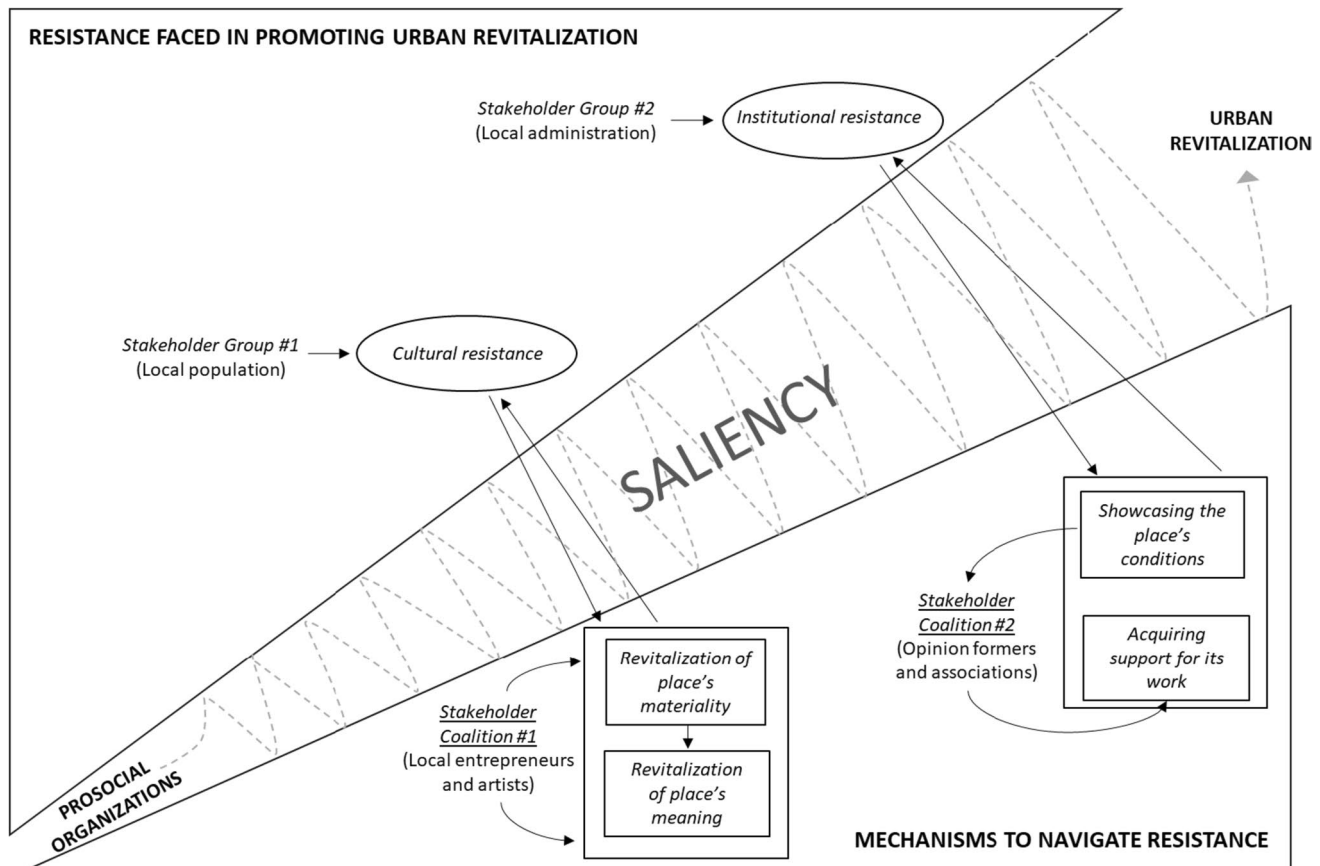 RESISTANCE FACED IN PROMOTING URBAN REVITALIZATION
Stakeholder Group #2
(Local administration)
Institutional resistance
URBAN
REVITALIZATION
Stakeholder Group #1
(Local population)
Cultural resistance
SALIENCY
Showcasing the
place's
conditions
Stakeholder
Coalition #2
(Opinion formers
and associations)
Acquiring
support for its
work
Revitalization of
place's
materiality
Stakeholder
Coalition #1
(Local entrepreneurs
and artists)
Revitalization
of place's
meaning
PROSOCIAL
ORGANIZATIONS
MECHANISMS TO NAVIGATE RESISTANCE